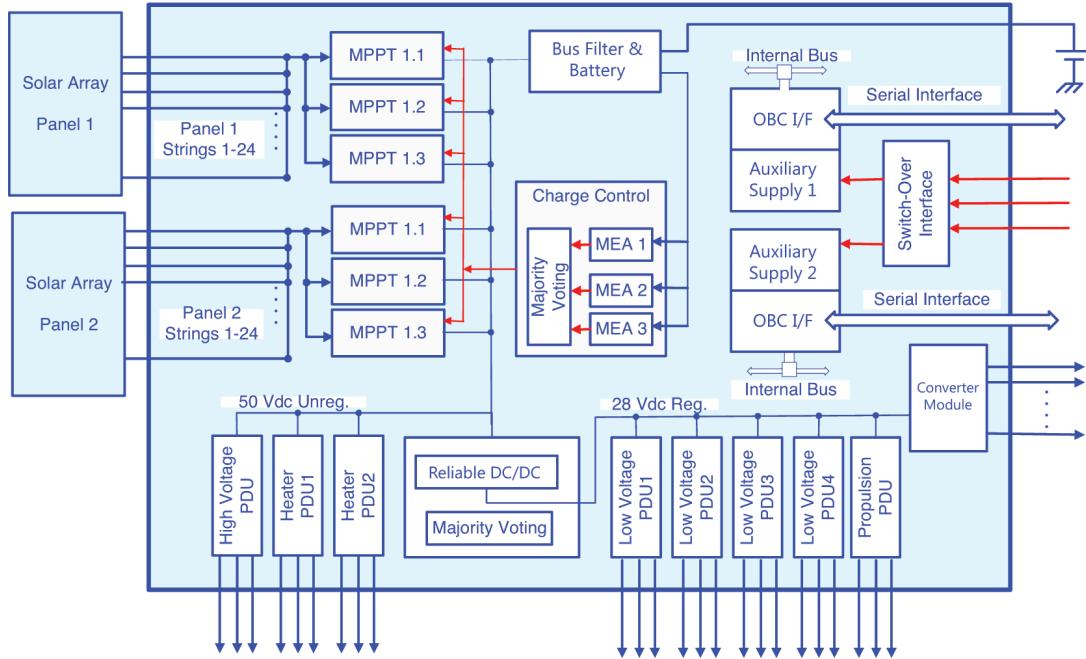 Solar Array
Panel 1
Panel 1
Strings 1-24
MPPT 1.1
MPPT 1.2
MPPT 1.3
Bus Filter &
Battery
Internal Bus
OBC I/F
Serial Interface
Auxiliary
Supply 1
Switch-Over
Interface
Solar Array
Panel 2
Panel 2
Strings 1-24
MPPT 1.1
MPPT 1.2
MPPT 1.3
Charge Control
Majority
Voting
MEA 1
MEA 2
MEA 3
Auxiliary
Supply 2
OBC I/F
Serial Interface
Internal Bus
Converter
Module
50 Vdc Unreg.
28 Vdc Reg.
High Voltage
PDU
Heater
PDU1
Heater
PDU2
Reliable DC/DC
Majority Voting
Low Voltage
PDU1
Low Voltage
PDU2
Low Voltage
PDU3
Low Voltage
PDU4
Propulsion
PDU